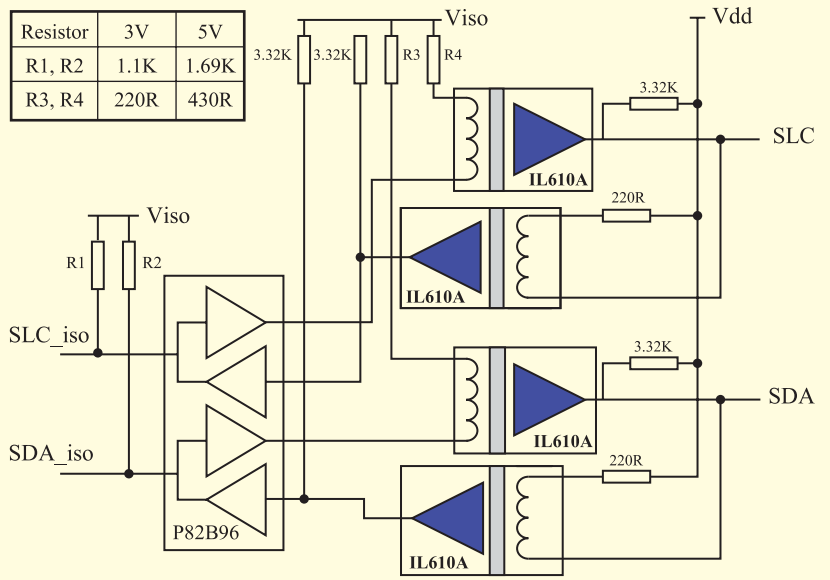 Resistor 3V 5V
R1, R2 1.1K 1.69K
R3, R4 220R 430R
Viso
3.32K 3.32K R3 R4
Vdd
3.32K
SLC
IL610A
220R
IL610A
Viso
R1 R2
SLC_iso
SDA_iso
P82B96
3.32K
SDA
IL610A
220R
IL610A